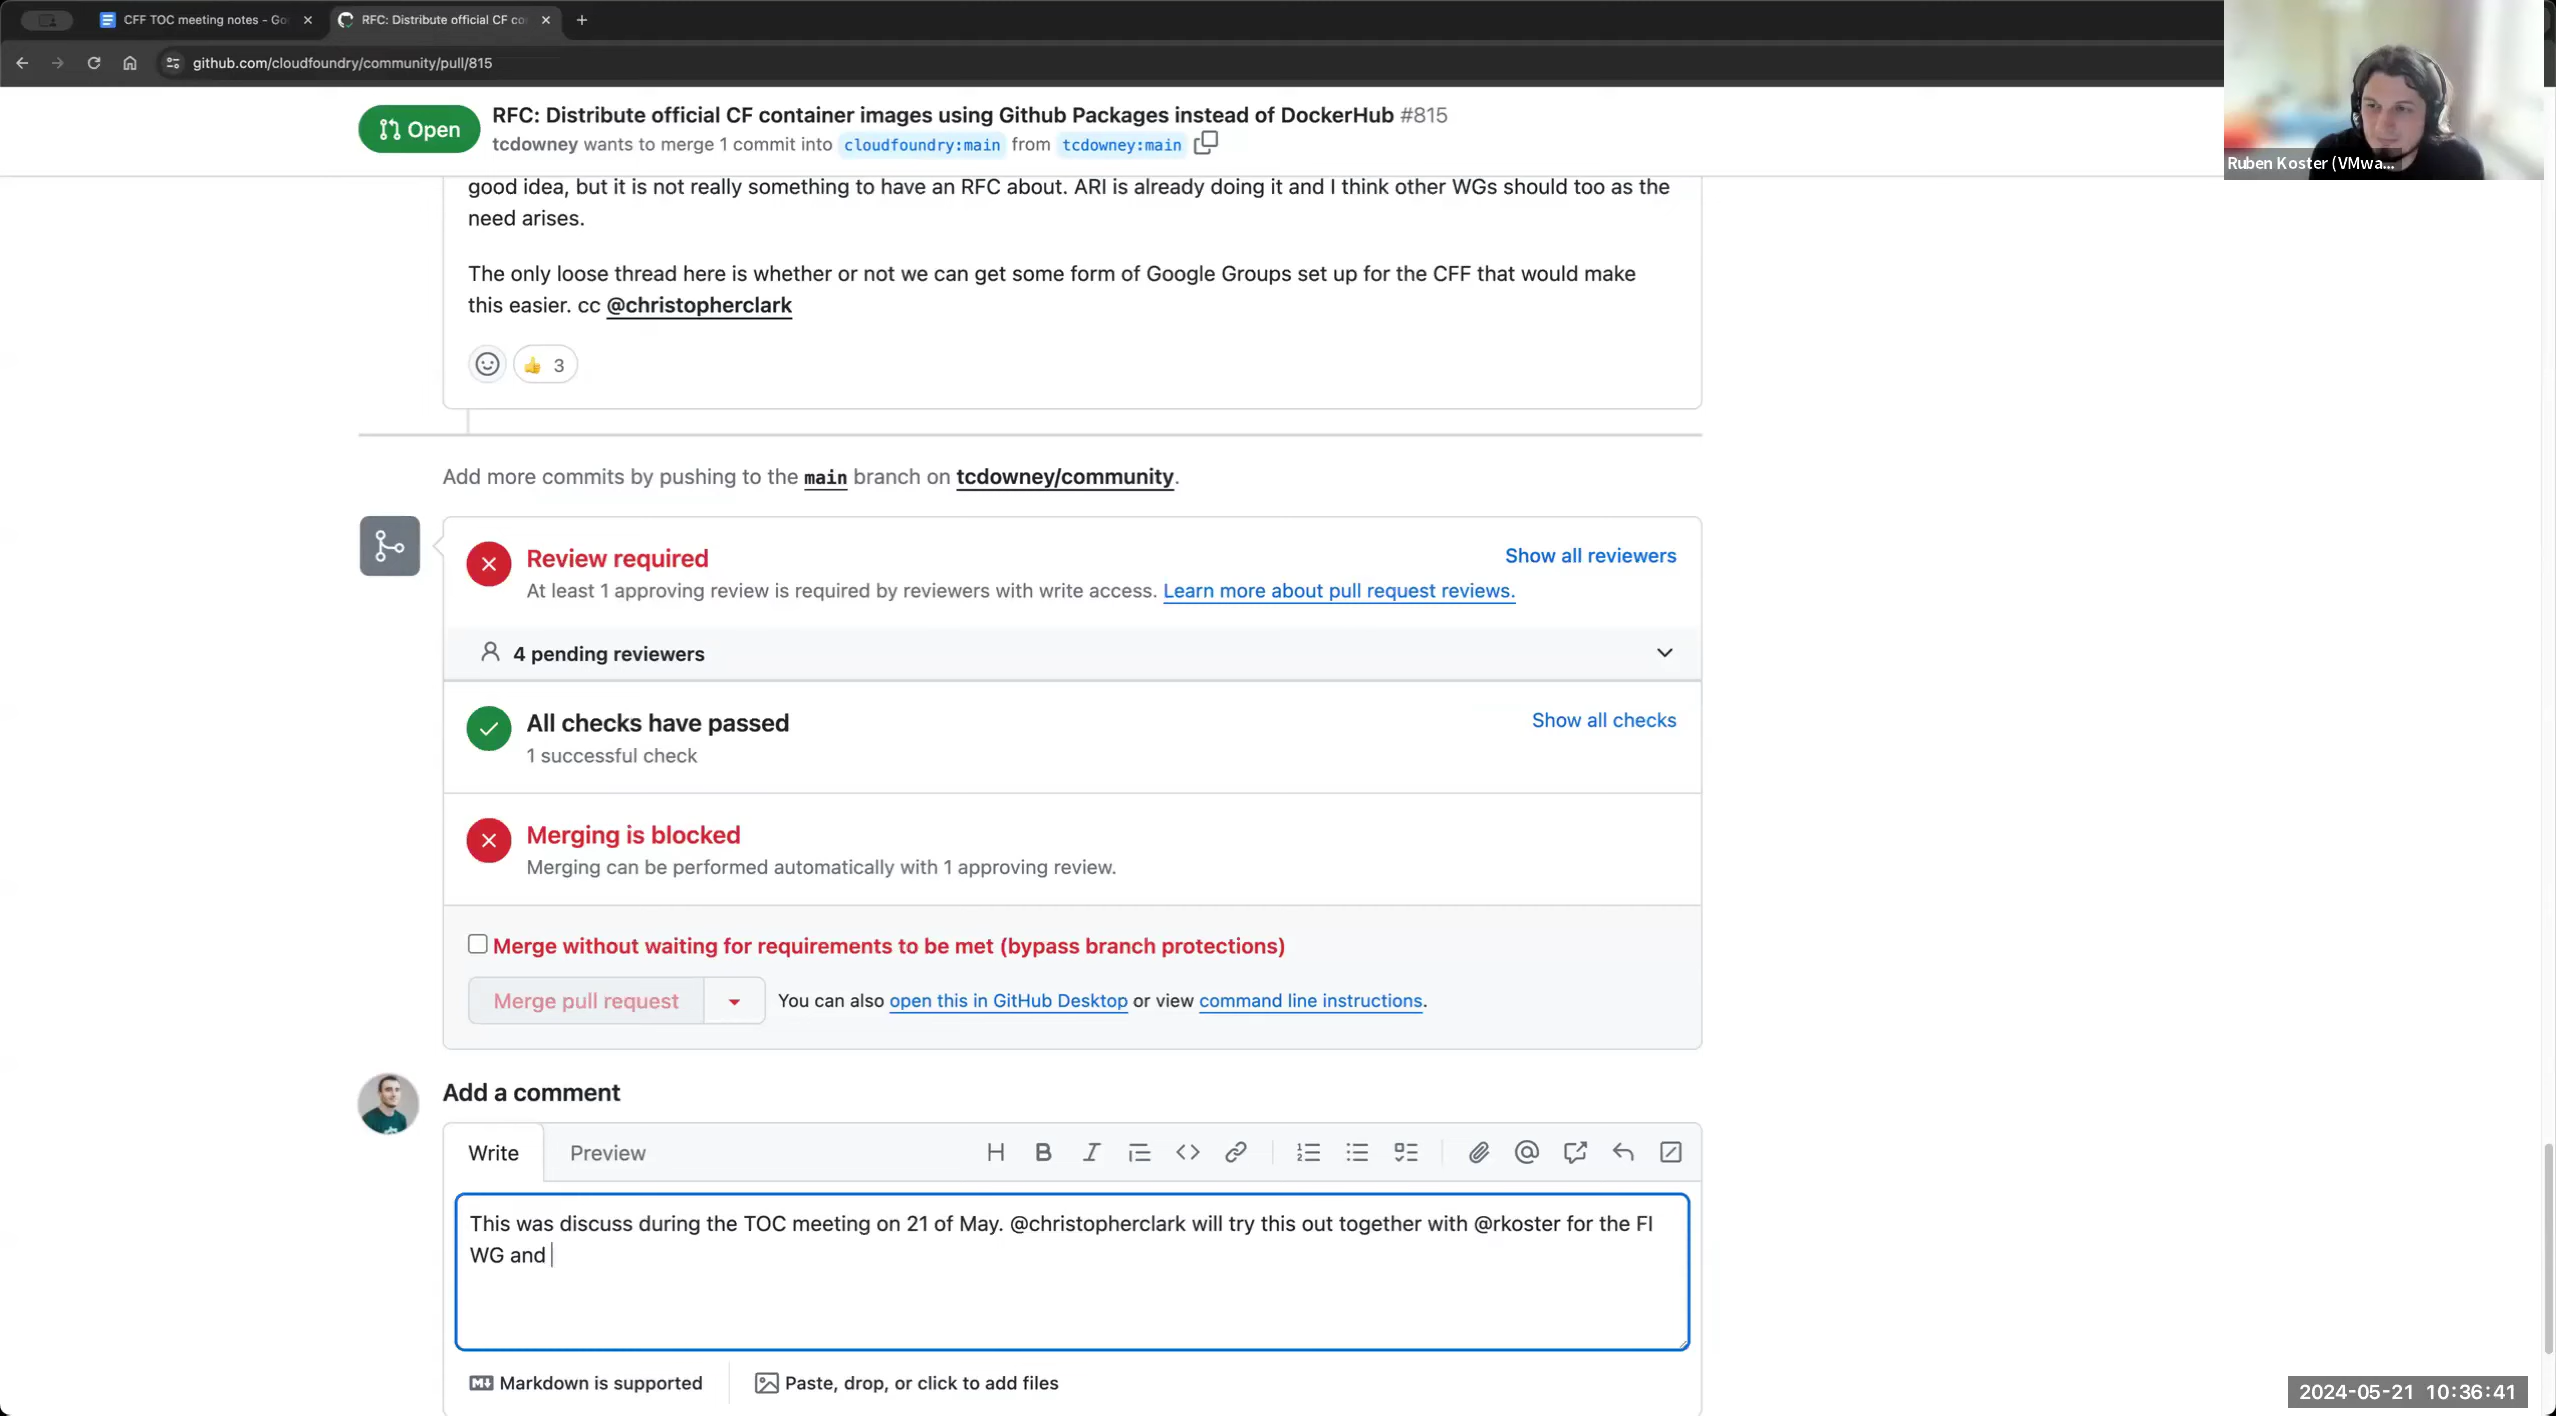 CFF TOC meeting notes - Go
RFC: Distribute official CF co
github.com/cloudfoundry/community/pull/815
Ruben Koster (VMwa...
Open
RFC: Distribute official CF container images using Github Packages instead of DockerHub #815
tcdowney wants to merge 1 commit into cloudfoundry:main from tcdowney:main
good idea, but it is not really something to have an RFC about. ARI is already doing it and I think other WGs should too as the
need arises.
The only loose thread here is whether or not we can get some form of Google Groups set up for the CFF that would make
this easier. cc @christopherclark
👍 3
Add more commits by pushing to the main branch on tcdowney/community.
Review required
Show all reviewers
At least 1 approving review is required by reviewers with write access. Learn more about pull request reviews.
4 pending reviewers
All checks have passed
Show all checks
1 successful check
Merging is blocked
Merging can be performed automatically with 1 approving review.
Merge without waiting for requirements to be met (bypass branch protections)
Merge pull request
You can also open this in GitHub Desktop or view command line instructions.
Add a comment
Write Preview
This was discuss during the TOC meeting on 21 of May. @christopherclark will try this out together with @rkoster for the FI
WG and
Markdown is supported
Paste, drop, or click to add files
2024-05-21 10:36:41